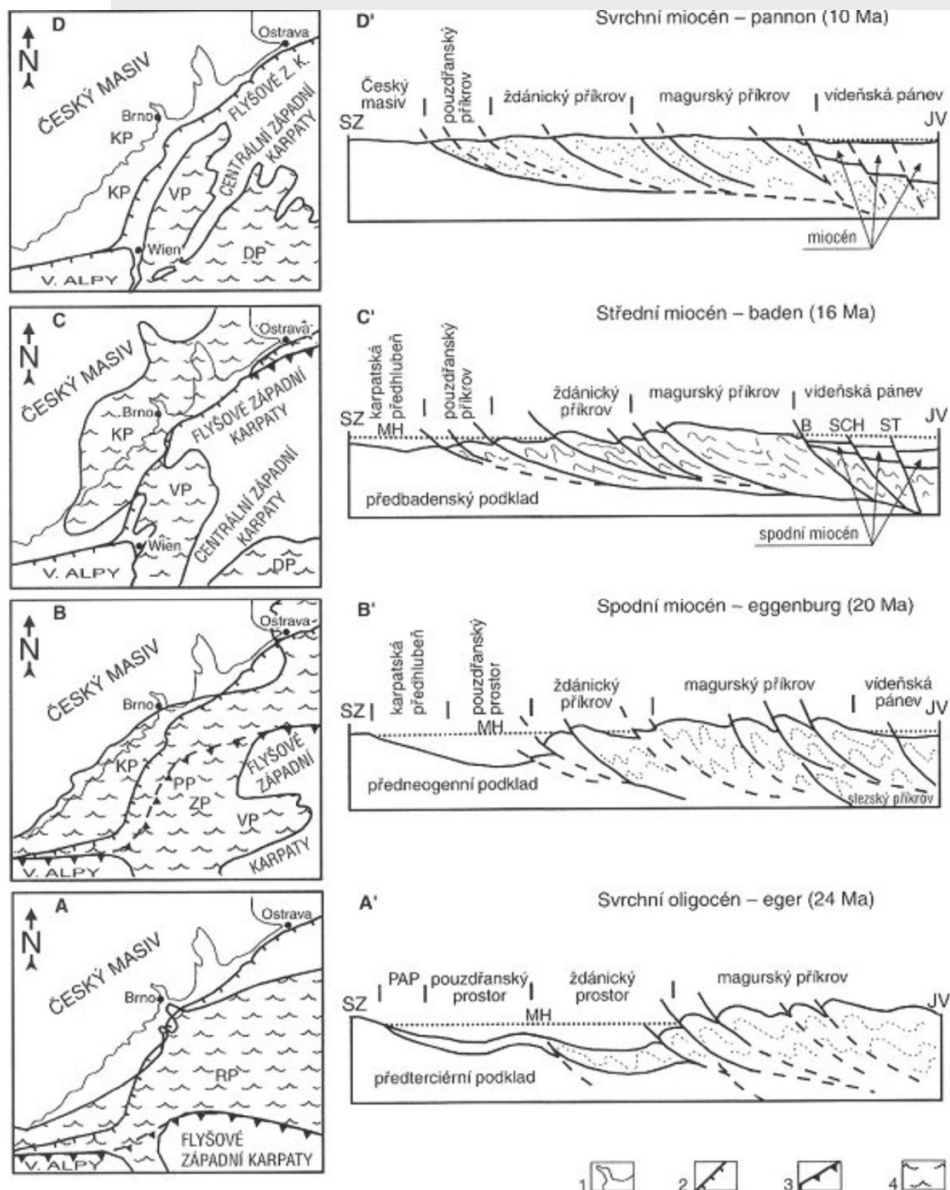 D
N
Ostrava
ČESKÝ MASIV
Brno
KP
FLYŠOVÉ Z. K.
CENTRÁLNÍ ZÁPADNÍ
KARPATY
KP
VP
Wien
DP
V. ALPY
D'
Svrchní miocén – pannon (10 Ma)
SZ
Český
masiv
pouzdřanský
příkrov
ždánický příkrov
magurský příkrov
vídeňská pánev
JV
miocén
C
N
Ostrava
ČESKÝ MASIV
Brno
KP
FLYŠOVÉ ZÁPADNÍ
KARPATY
VP
CENTRÁLNÍ ZÁPADNÍ
KARPATY
Wien
V. ALPY
DP
C'
Střední miocén – baden (16 Ma)
SZ
karpatská
předhlubeň
MH
pouzdřanský
příkrov
ždánický
příkrov
magurský příkrov
vídeňská pánev
JV
B
SCH
ST
předbadenský podklad
spodní miocén
B
N
Ostrava
ČESKÝ MASIV
Brno
KP
PP
ZP
FLYŠOVÉ
ZÁPADNÍ
VP
KARPATY
V. ALPY
B'
Spodní miocén – eggenburg (20 Ma)
SZ
karpatská
předhlubeň
pouzdřanský
prostor
MH
ždánický
příkrov
magurský příkrov
vídeňská
pánev
JV
předneogenní podklad
slezský příkrov
A
N
Ostrava
ČESKÝ MASIV
Brno
RP
FLYŠOVÉ
ZÁPADNÍ KARPATY
V. ALPY
A'
Svrchní oligocén – eger (24 Ma)
SZ
PAP
pouzdřanský
prostor
MH
ždánický
prostor
magurský příkrov
JV
předterciérní podklad
1
2
3
4